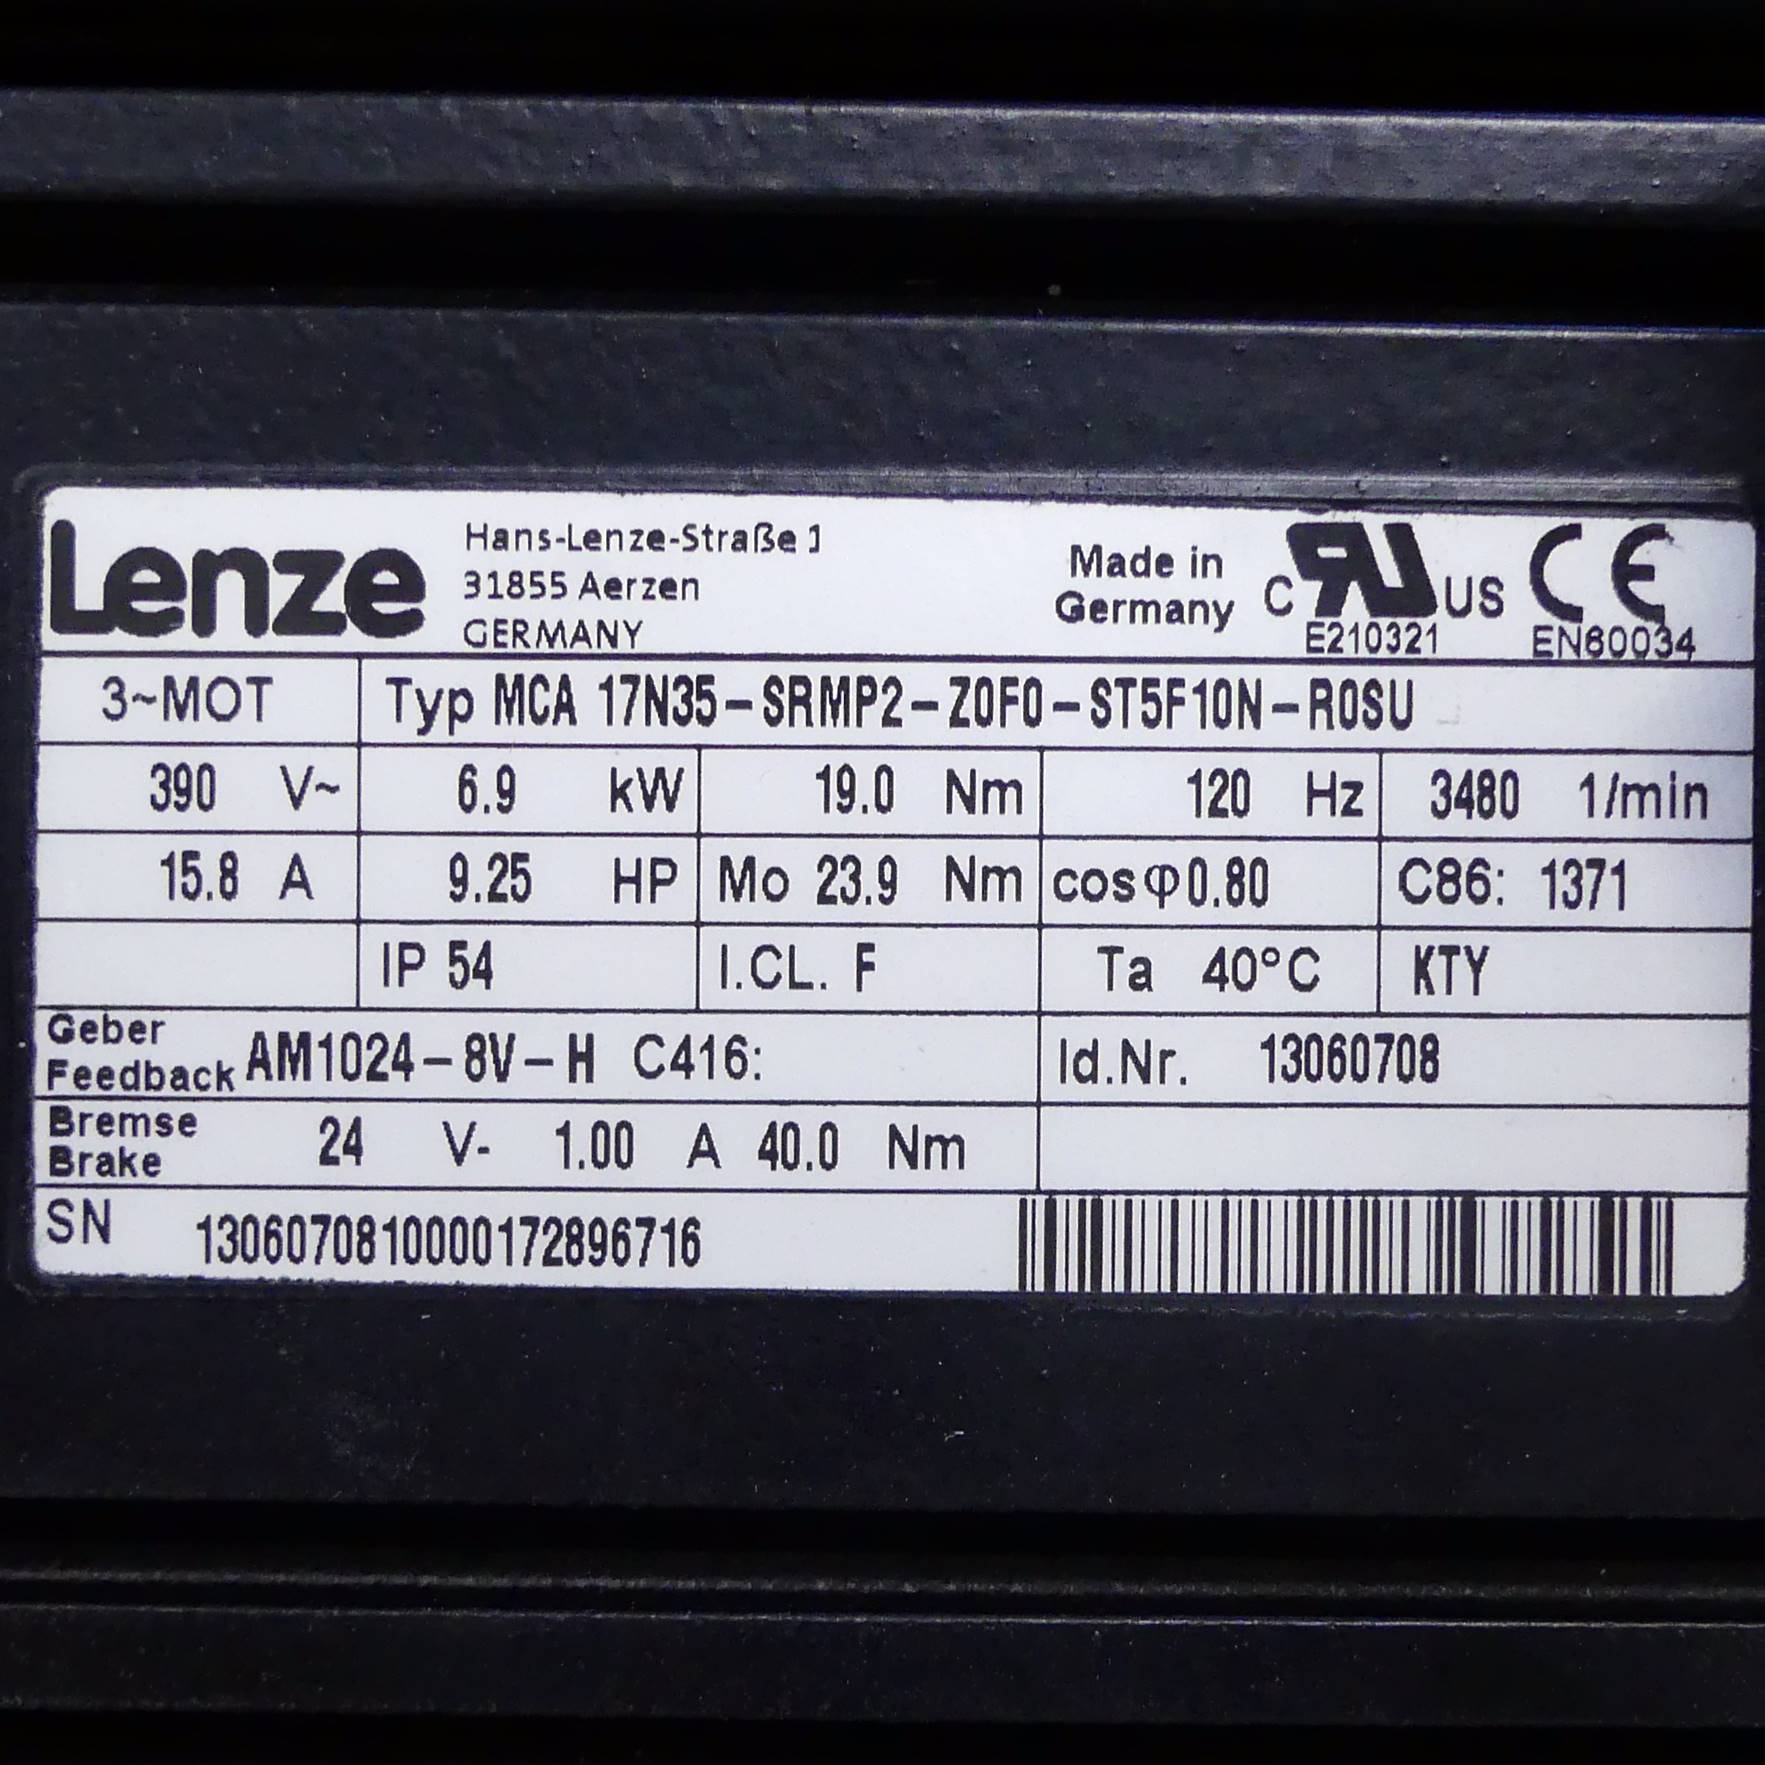 Lenze
Hans-Lenze-Straße 1
31855 Aerzen
GERMANY
Made in
Germany
C RU US
E210321
CE
EN60034
3~MOT Typ MCA 17N35-SRMP2-Z0F0-ST5F10N-R0SU
390 V~ 6.9 kW 19.0 Nm 120 Hz 3480 1/min
15.8 A 9.25 HP Mo 23.9 Nm cosφ0.80 C86: 1371
IP 54 I.CL. F Ta 40°C KTY
Geber
Feedback AM1024-8V-H C416: Id.Nr. 13060708
Bremse
Brake 24 V- 1.00 A 40.0 Nm
SN 1306070810000172896716